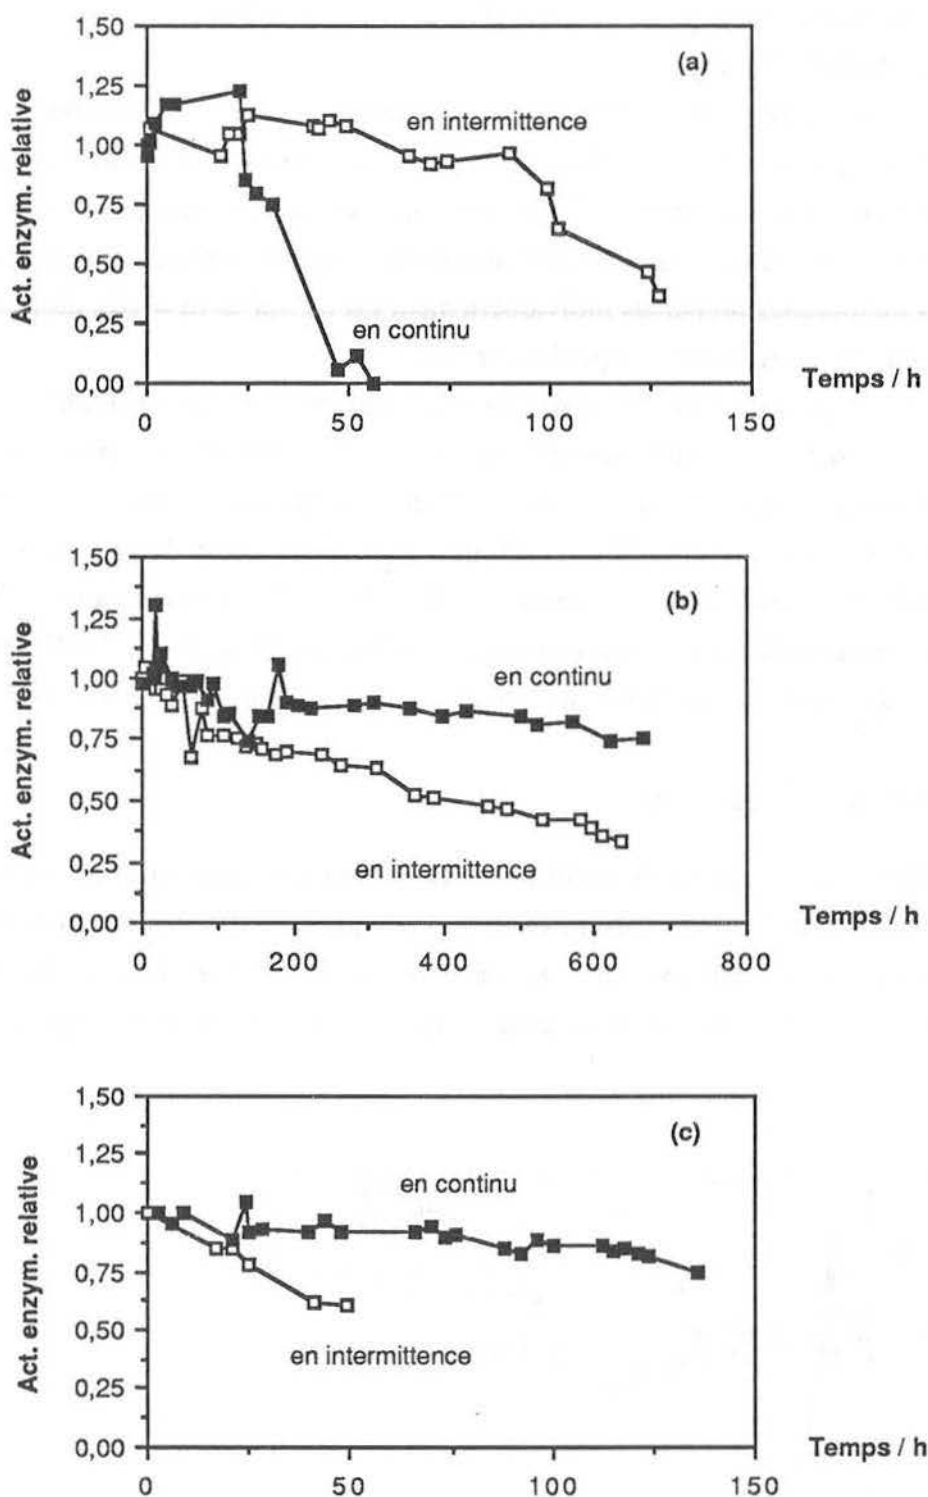 1,50
(a)
1,25
en intermittence
1,00
0,75
0,50
en continu
0,25
0,00
Act. enzym. relative
Temps / h
0 50 100 150
1,50
(b)
1,25
en continu
1,00
0,75
0,50
en intermittence
0,25
0,00
Act. enzym. relative
Temps / h
0 200 400 600 800
1,50
(c)
1,25
en continu
1,00
0,75
0,50
en intermittence
0,25
0,00
Act. enzym. relative
Temps / h
0 50 100 150